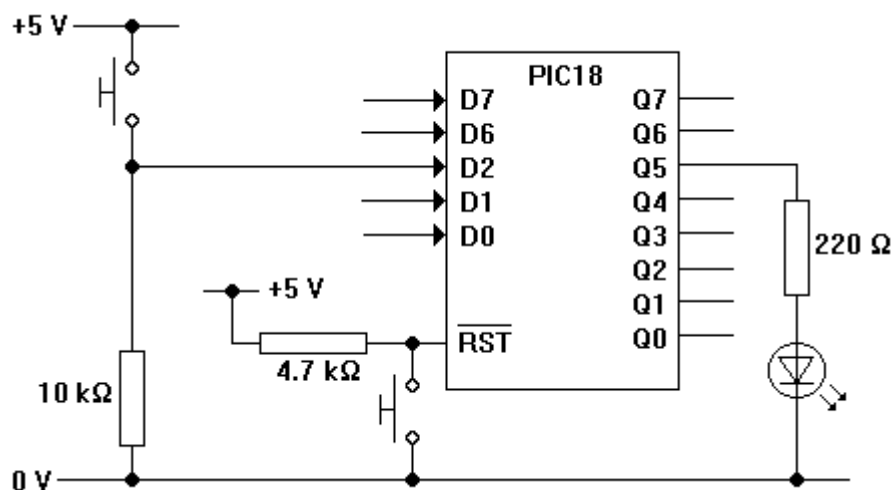 +5 V
PIC18
D7
Q7
D6
Q6
D2
Q5
D1
Q4
D0
Q3
220 Ω
Q2
+5 V
Q1
RST
Q0
4.7 kΩ
10 kΩ
0 V